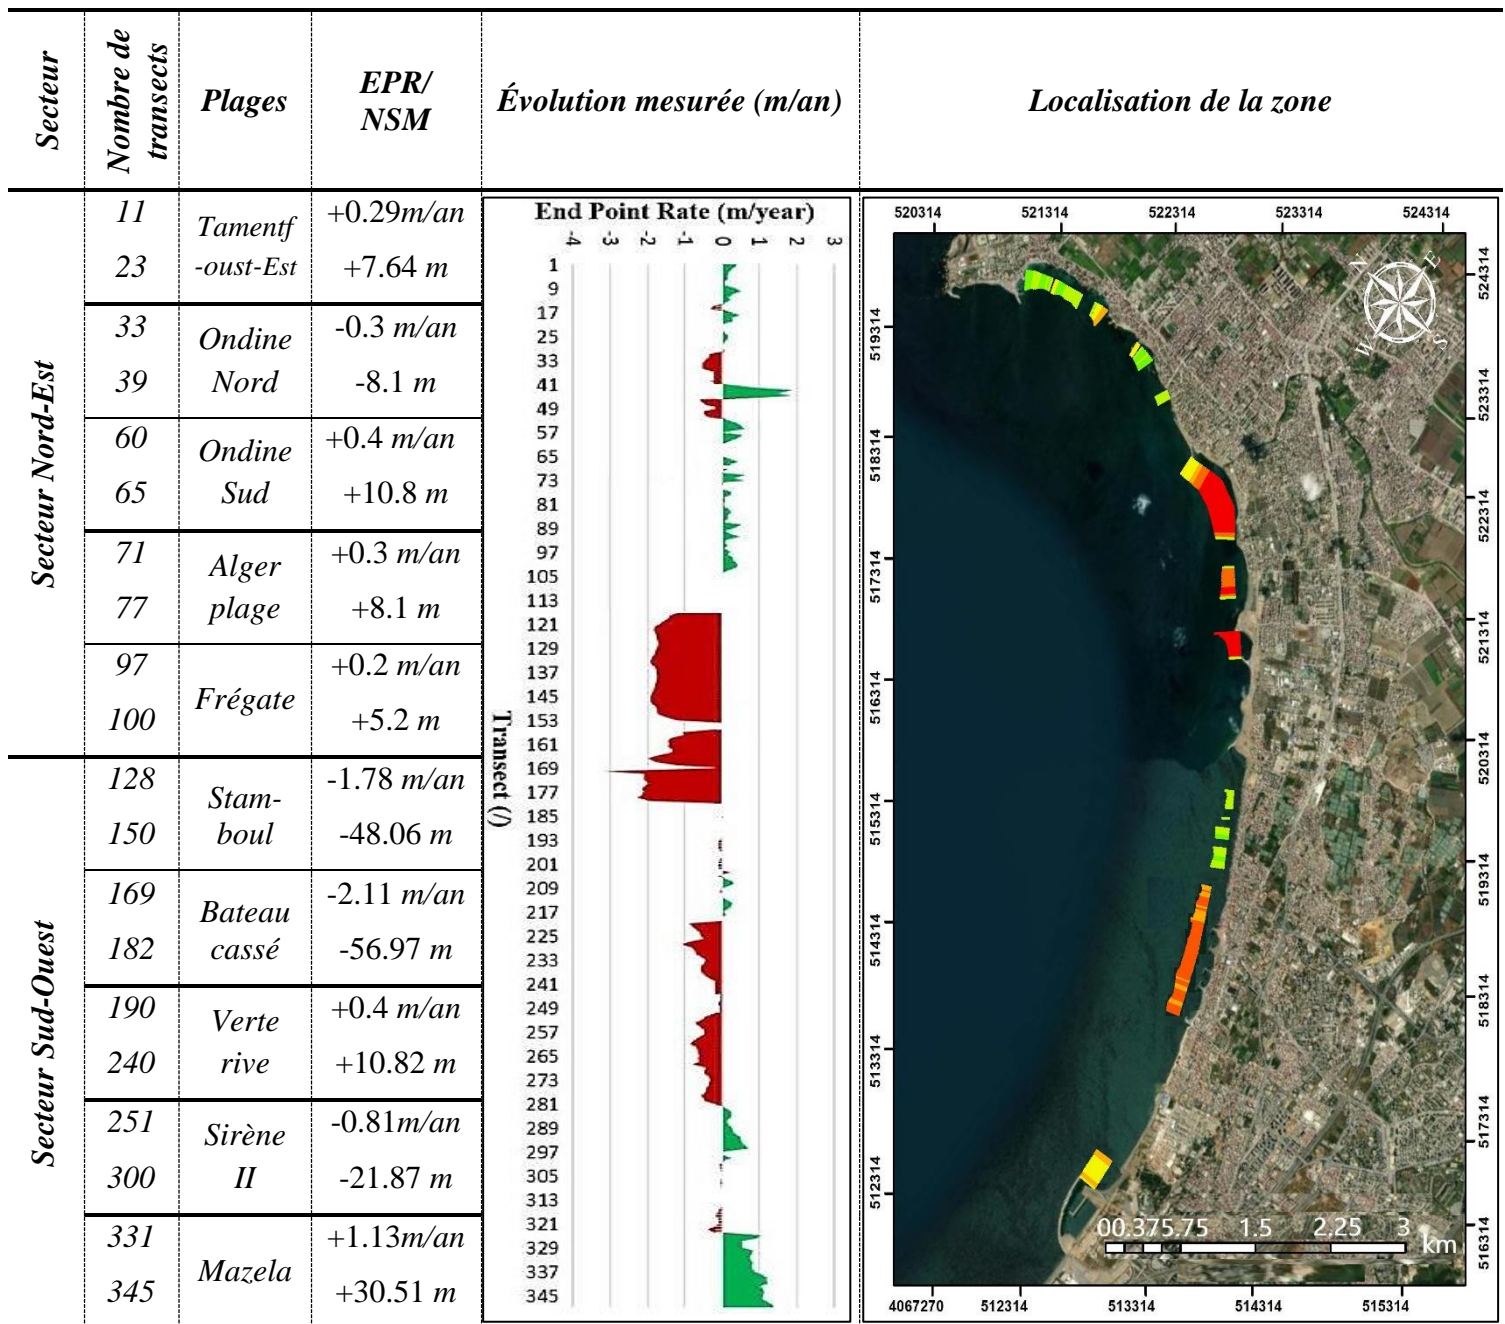 Secteur
Nombre de
transects
Plages
EPR/
NSM
Évolution mesurée (m/an)
Localisation de la zone
Secteur Nord-Est
11
23
Tamentf
-oust-Est
+0.29m/an
+7.64 m
33
39
Ondine
Nord
-0.3 m/an
-8.1 m
60
65
Ondine
Sud
+0.4 m/an
+10.8 m
71
77
Alger
plage
+0.3 m/an
+8.1 m
97
100
Frégate
+0.2 m/an
+5.2 m
Secteur Sud-Ouest
128
150
Stam-
boul
-1.78 m/an
-48.06 m
169
182
Bateau
cassé
-2.11 m/an
-56.97 m
190
240
Verte
rive
+0.4 m/an
+10.82 m
251
300
Sirène
II
-0.81m/an
-21.87 m
331
345
Mazela
+1.13m/an
+30.51 m
End Point Rate (m/year)
-4 -3 -2 -1 0 1 2 3
Transect (/)
1
9
17
25
33
41
49
57
65
73
81
89
97
105
113
121
129
137
145
153
161
169
177
185
193
201
209
217
225
233
241
249
257
265
273
281
289
297
305
313
321
329
337
345
520314 521314 522314 523314 524314
519314
518314
517314
516314
515314
514314
513314
512314
524314
523314
522314
521314
520314
519314
518314
517314
516314
N
E
W
S
00.375.75 1.5 2.25 3
km
4067270 512314 513314 514314 515314